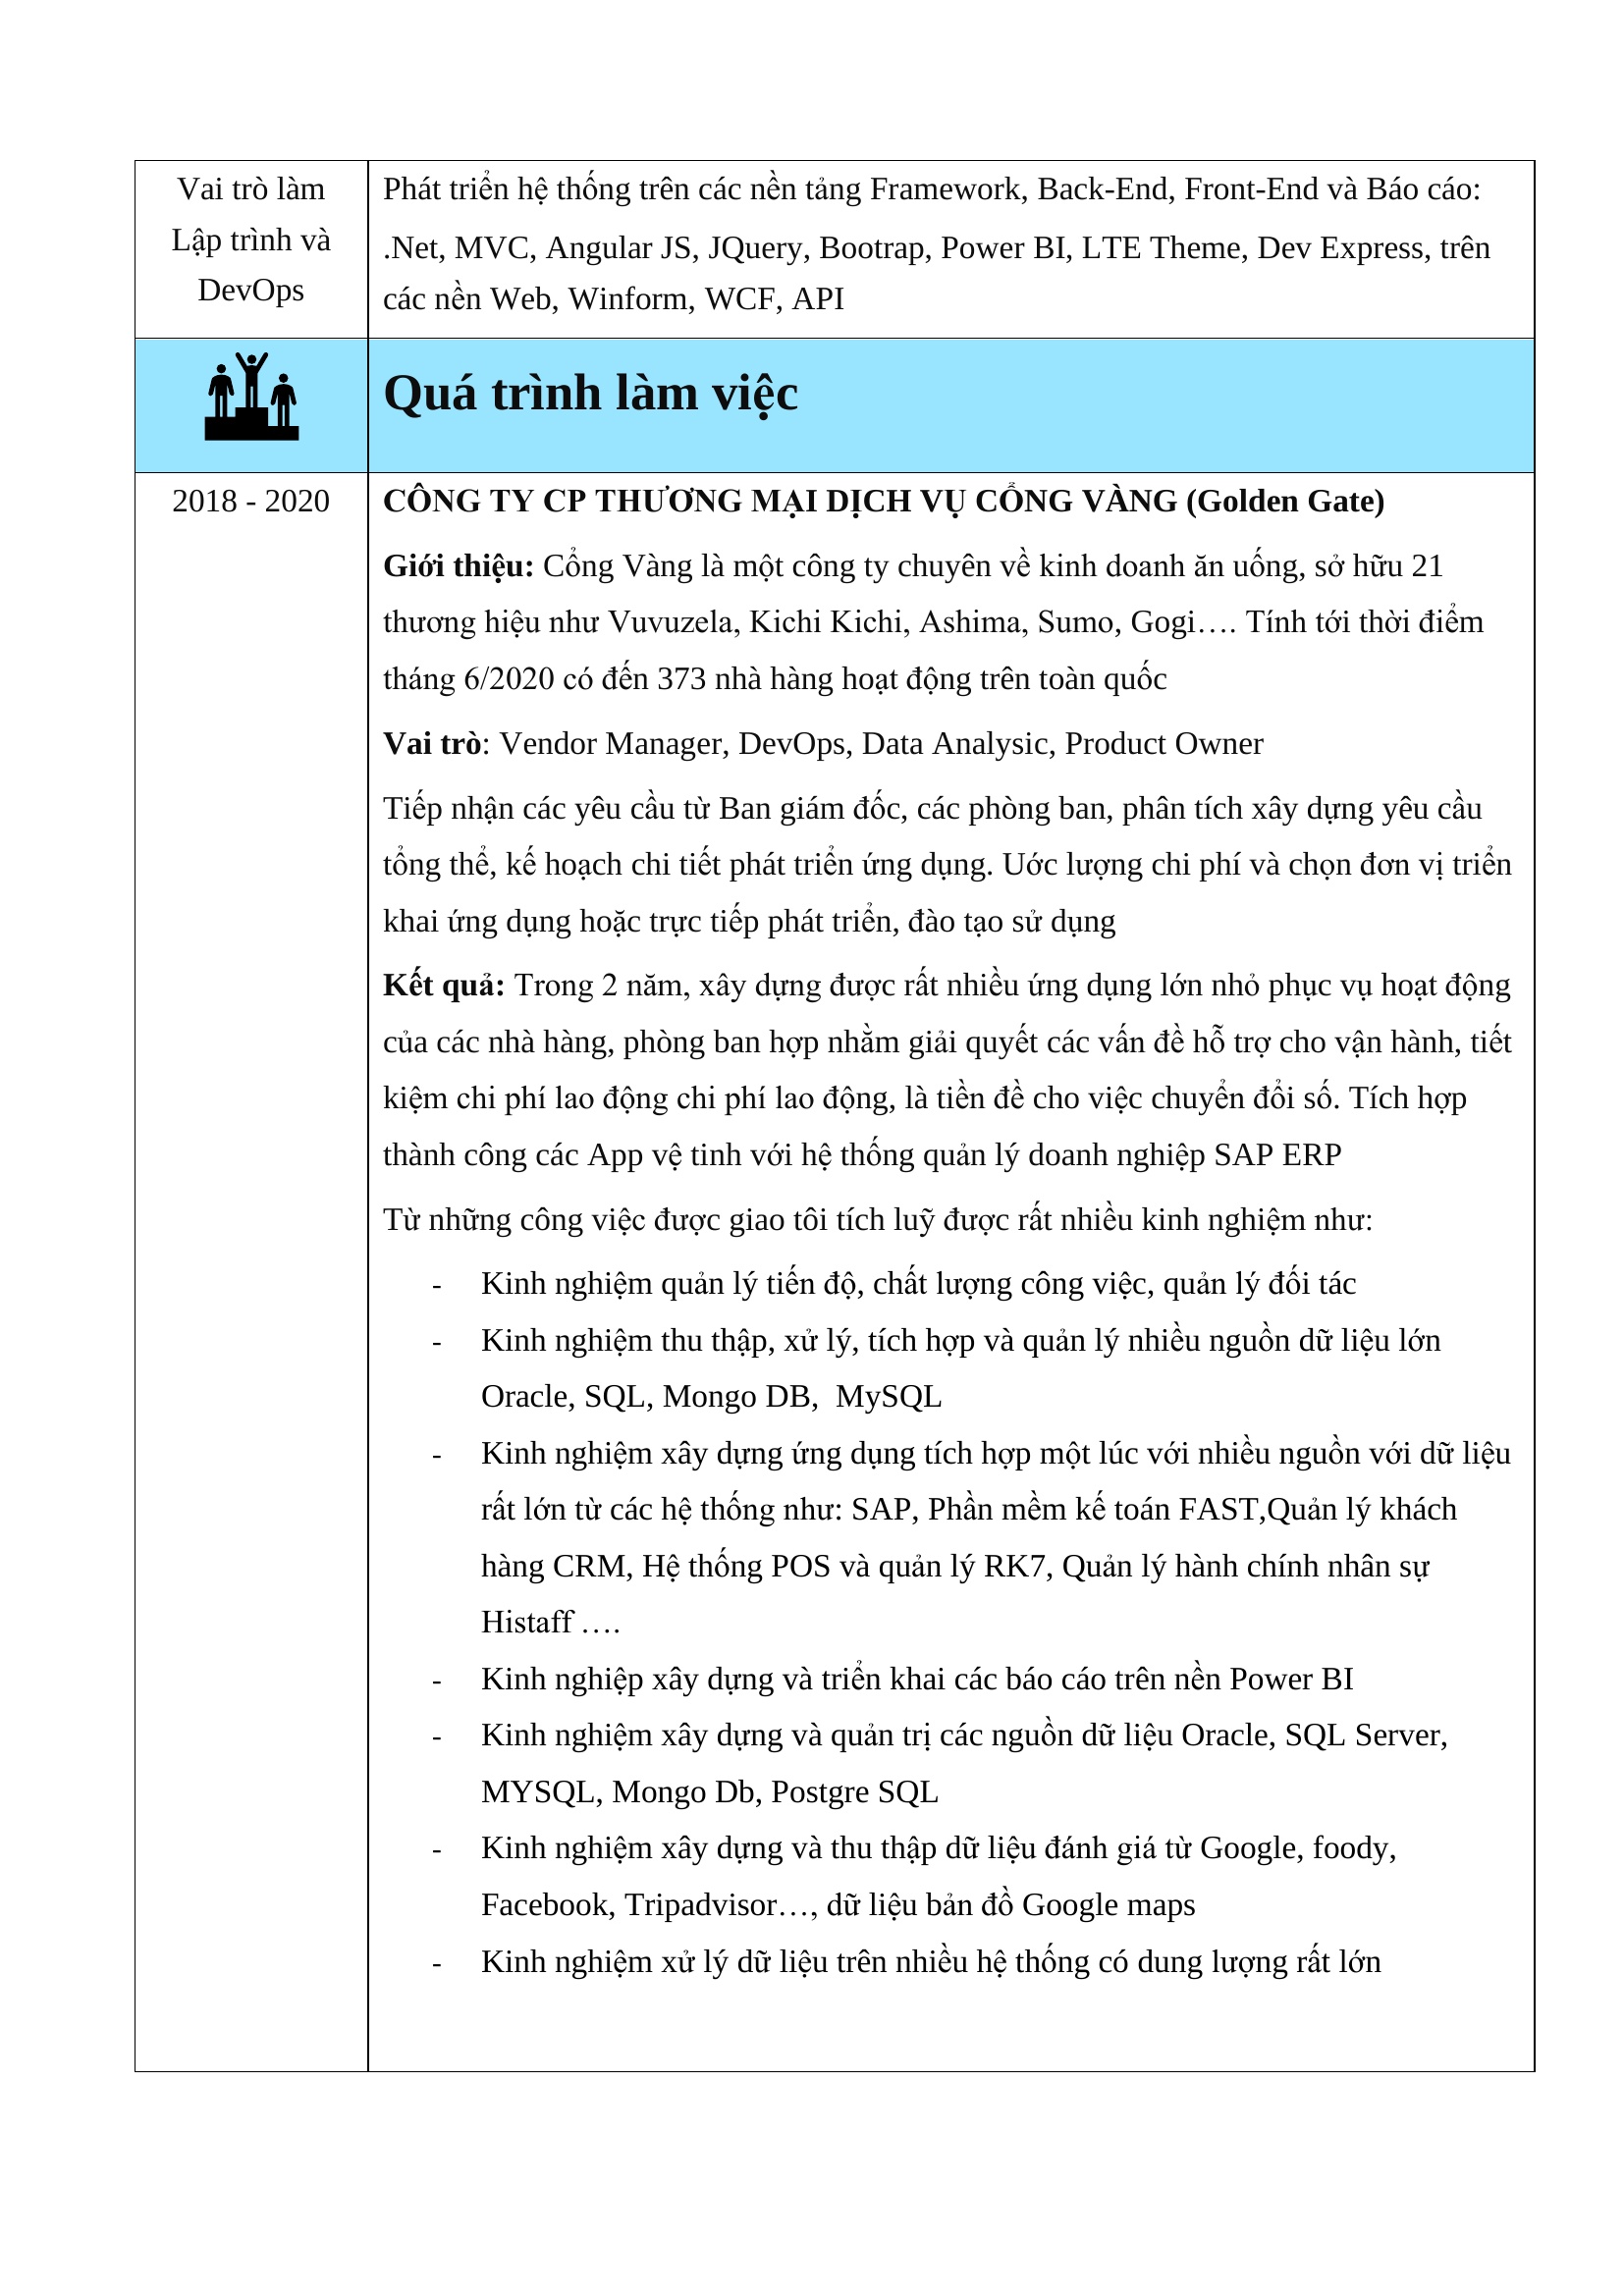 Vai trò làm
Lập trình và
DevOps
Phát triển hệ thống trên các nền tảng Framework, Back-End, Front-End và Báo cáo:
.Net, MVC, Angular JS, JQuery, Bootrap, Power BI, LTE Theme, Dev Express, trên
các nền Web, Winform, WCF, API
Quá trình làm việc
2018 - 2020
CÔNG TY CP THƯƠNG MẠI DỊCH VỤ CỔNG VÀNG (Golden Gate)
Giới thiệu: Cổng Vàng là một công ty chuyên về kinh doanh ăn uống, sở hữu 21
thương hiệu như Vuvuzela, Kichi Kichi, Ashima, Sumo, Gogi…. Tính tới thời điểm
tháng 6/2020 có đến 373 nhà hàng hoạt động trên toàn quốc
Vai trò: Vendor Manager, DevOps, Data Analysic, Product Owner
Tiếp nhận các yêu cầu từ Ban giám đốc, các phòng ban, phân tích xây dựng yêu cầu
tổng thể, kế hoạch chi tiết phát triển ứng dụng. Uớc lượng chi phí và chọn đơn vị triển
khai ứng dụng hoặc trực tiếp phát triển, đào tạo sử dụng
Kết quả: Trong 2 năm, xây dựng được rất nhiều ứng dụng lớn nhỏ phục vụ hoạt động
của các nhà hàng, phòng ban hợp nhằm giải quyết các vấn đề hỗ trợ cho vận hành, tiết
kiệm chi phí lao động chi phí lao động, là tiền đề cho việc chuyển đổi số. Tích hợp
thành công các App vệ tinh với hệ thống quản lý doanh nghiệp SAP ERP
Từ những công việc được giao tôi tích luỹ được rất nhiều kinh nghiệm như:
- Kinh nghiệm quản lý tiến độ, chất lượng công việc, quản lý đối tác
- Kinh nghiệm thu thập, xử lý, tích hợp và quản lý nhiều nguồn dữ liệu lớn
Oracle, SQL, Mongo DB,  MySQL
- Kinh nghiệm xây dựng ứng dụng tích hợp một lúc với nhiều nguồn với dữ liệu
rất lớn từ các hệ thống như: SAP, Phần mềm kế toán FAST,Quản lý khách
hàng CRM, Hệ thống POS và quản lý RK7, Quản lý hành chính nhân sự
Histaff ….
- Kinh nghiệp xây dựng và triển khai các báo cáo trên nền Power BI
- Kinh nghiệm xây dựng và quản trị các nguồn dữ liệu Oracle, SQL Server,
MYSQL, Mongo Db, Postgre SQL
- Kinh nghiệm xây dựng và thu thập dữ liệu đánh giá từ Google, foody,
Facebook, Tripadvisor…, dữ liệu bản đồ Google maps
- Kinh nghiệm xử lý dữ liệu trên nhiều hệ thống có dung lượng rất lớn